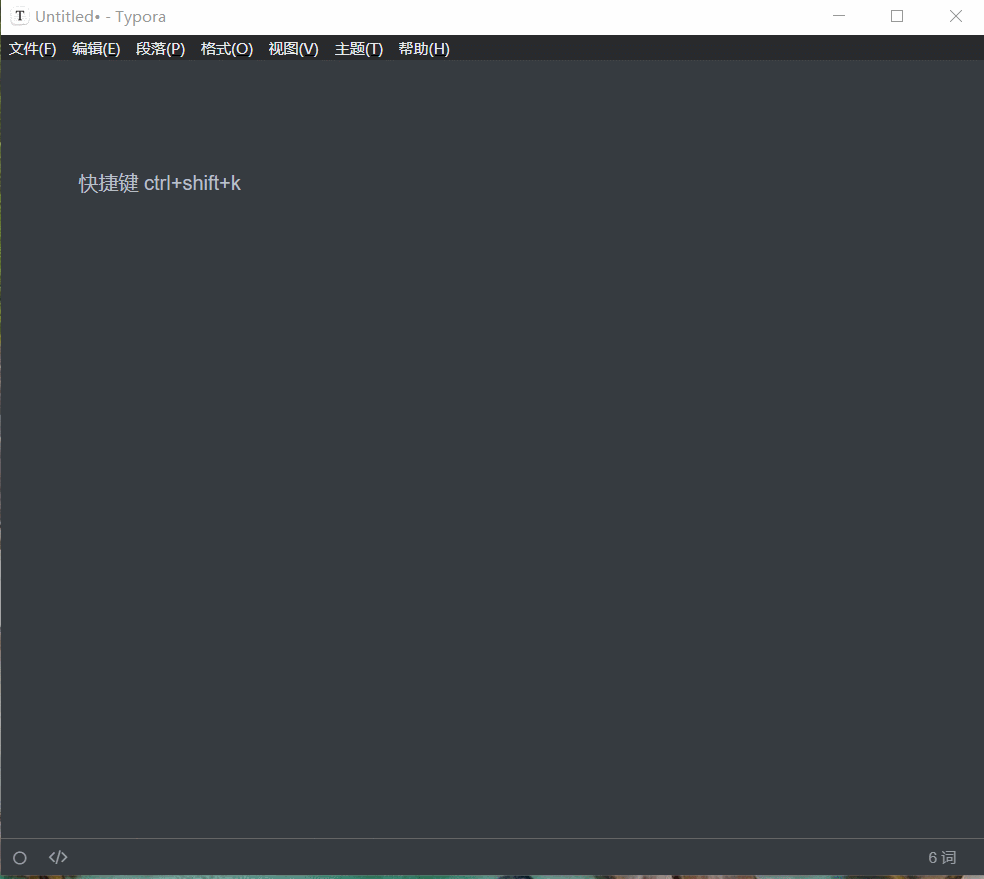 Untitled• - Typora
文件(F) 编辑(E) 段落(P) 格式(O) 视图(V) 主题(T) 帮助(H)
快捷键 ctrl+shift+k
</> 6 词